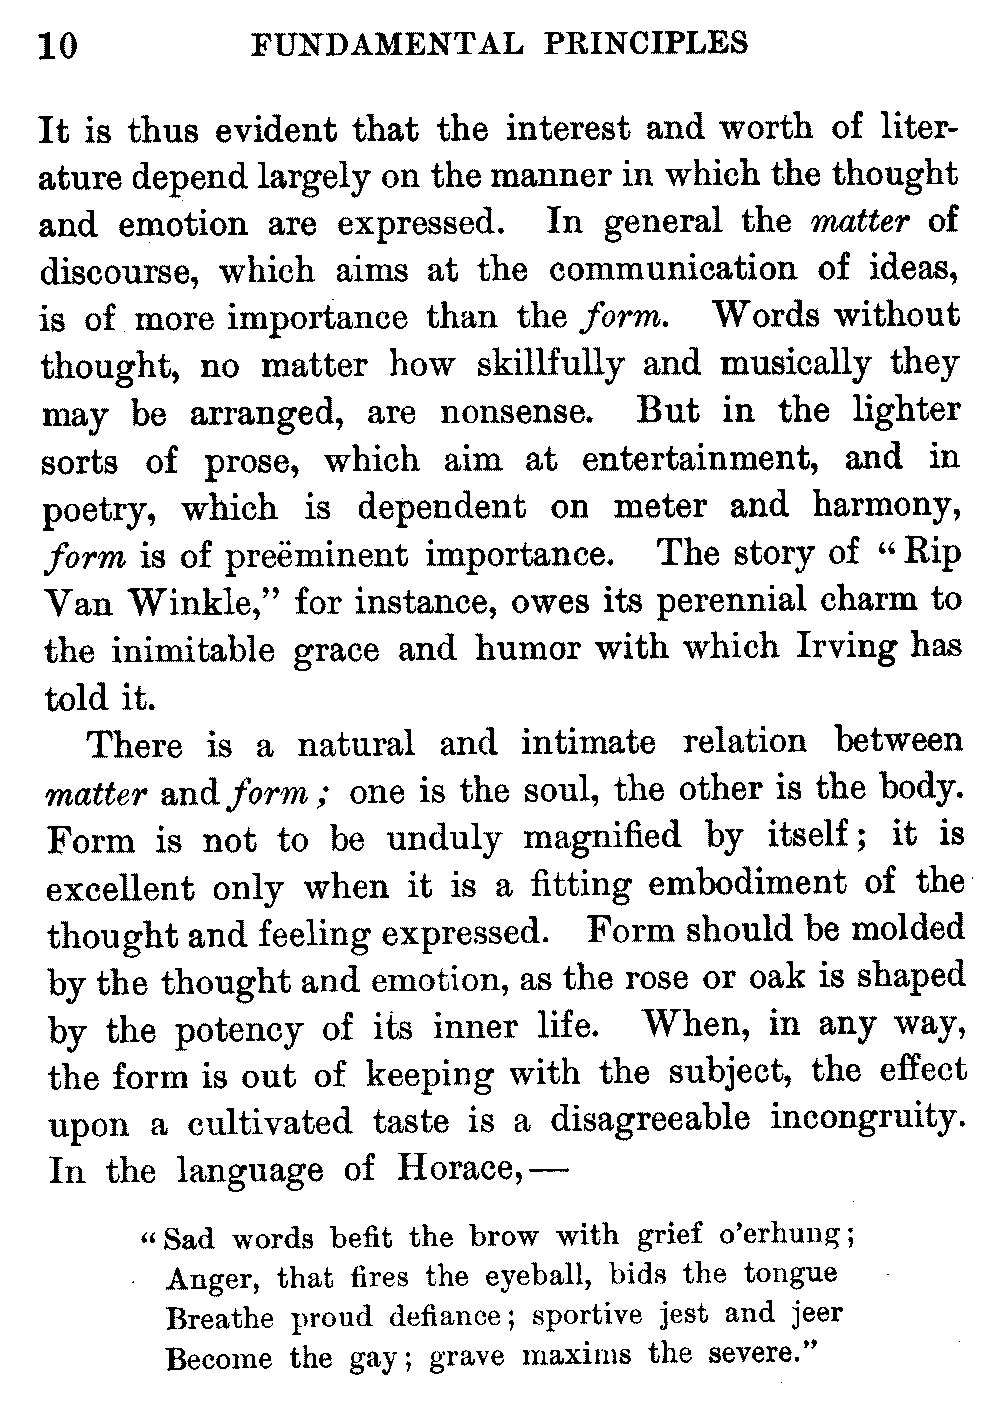 10 FUNDAMENTAL PRINCIPLES
It is thus evident that the interest and worth of liter-
ature depend largely on the manner in which the thought
and emotion are expressed. In general the matter of
discourse, which aims at the communication of ideas,
is of more importance than the form. Words without
thought, no matter how skillfully and musically they
may be arranged, are nonsense. But in the lighter
sorts of prose, which aim at entertainment, and in
poetry, which is dependent on meter and harmony,
form is of preëminent importance. The story of “Rip
Van Winkle,” for instance, owes its perennial charm to
the inimitable grace and humor with which Irving has
told it.
There is a natural and intimate relation between
matter and form; one is the soul, the other is the body.
Form is not to be unduly magnified by itself; it is
excellent only when it is a fitting embodiment of the
thought and feeling expressed. Form should be molded
by the thought and emotion, as the rose or oak is shaped
by the potency of its inner life. When, in any way,
the form is out of keeping with the subject, the effect
upon a cultivated taste is a disagreeable incongruity.
In the language of Horace,—
“Sad words befit the brow with grief o’erhung;
Anger, that fires the eyeball, bids the tongue
Breathe proud defiance; sportive jest and jeer
Become the gay; grave maxims the severe.”